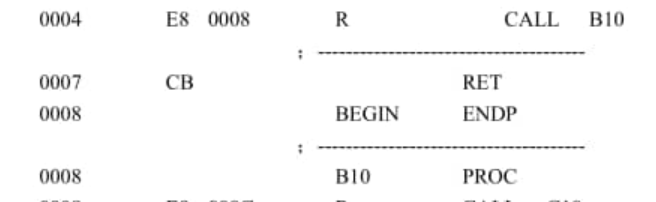 0004 E8 0008 R CALL B10
; --------------------------------------
0007 CB RET
0008 BEGIN ENDP
; --------------------------------------
0008 B10 PROC